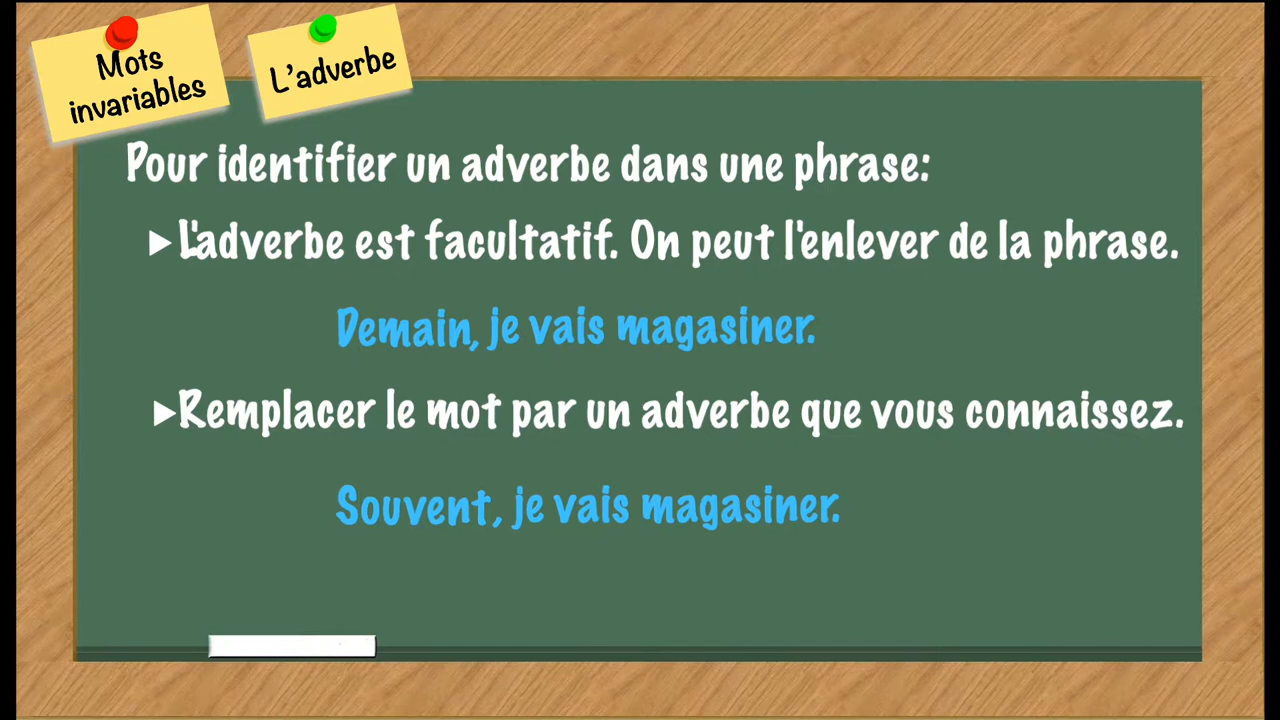 Mots
invariables
L'adverbe
Pour identifier un adverbe dans une phrase:
▸L'adverbe est facultatif. On peut l'enlever de la phrase.
Demain, je vais magasiner.
▸Remplacer le mot par un adverbe que vous connaissez.
Souvent, je vais magasiner.